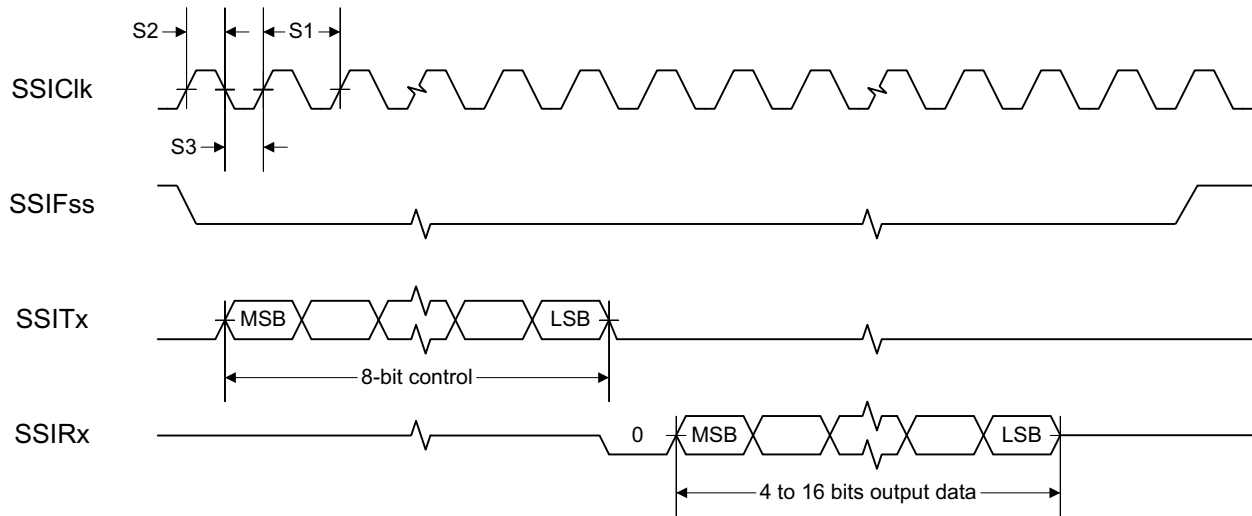 S2
S1
SSIClk
S3
SSIFss
SSITx
MSB
LSB
8-bit control
SSIRx
0
MSB
LSB
4 to 16 bits output data